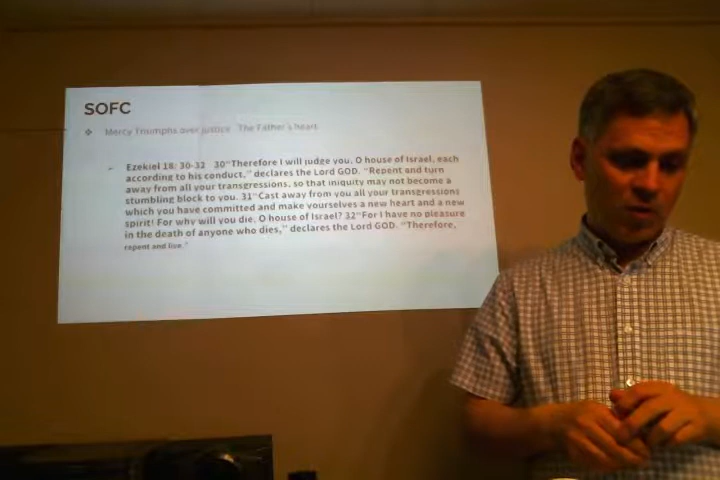 SOFC
Mercy Triumphs over justice The Father's heart
Ezekiel 18: 30-32 30"Therefore I will judge you, O house of Israel, each
according to his conduct," declares the Lord GOD. "Repent and turn
away from all your transgressions, so that iniquity may not become a
stumbling block to you. 31"Cast away from you all your transgressions
which you have committed and make yourselves a new heart and a new
spirit! For why will you die, O house of Israel? 32"For I have no pleasure
in the death of anyone who dies," declares the Lord GOD. "Therefore,
repent and live."